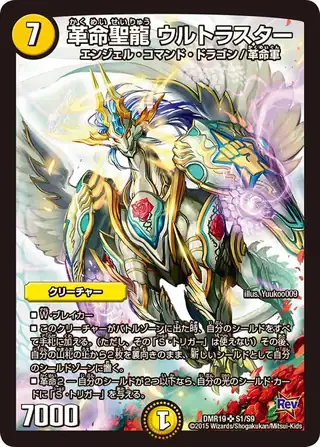 7
かくめいせいりゅう
革命聖龍 ウルトラスター
エンジェル・コマンド・ドラゴン/革命軍
illus. Yuukoo009
クリーチャー
■W・ブレイカー
■このクリーチャーがバトルゾーンに出た時、自分のシールドをすべ
て手札に加える。(ただし、その「S・トリガー」は使えない) その後、
自分の山札の上から2枚を裏向きのまま、新しいシールドとして自分
のシールドゾーンに加える。
■革命2―自分のシールドが2つ以下なら、自分の光のカー
ドに「S・トリガー」を与える。
Rev
7000
1
DMR19 S1/S9
©2015 Wizards/Shogakukan/Mitsui-Kids